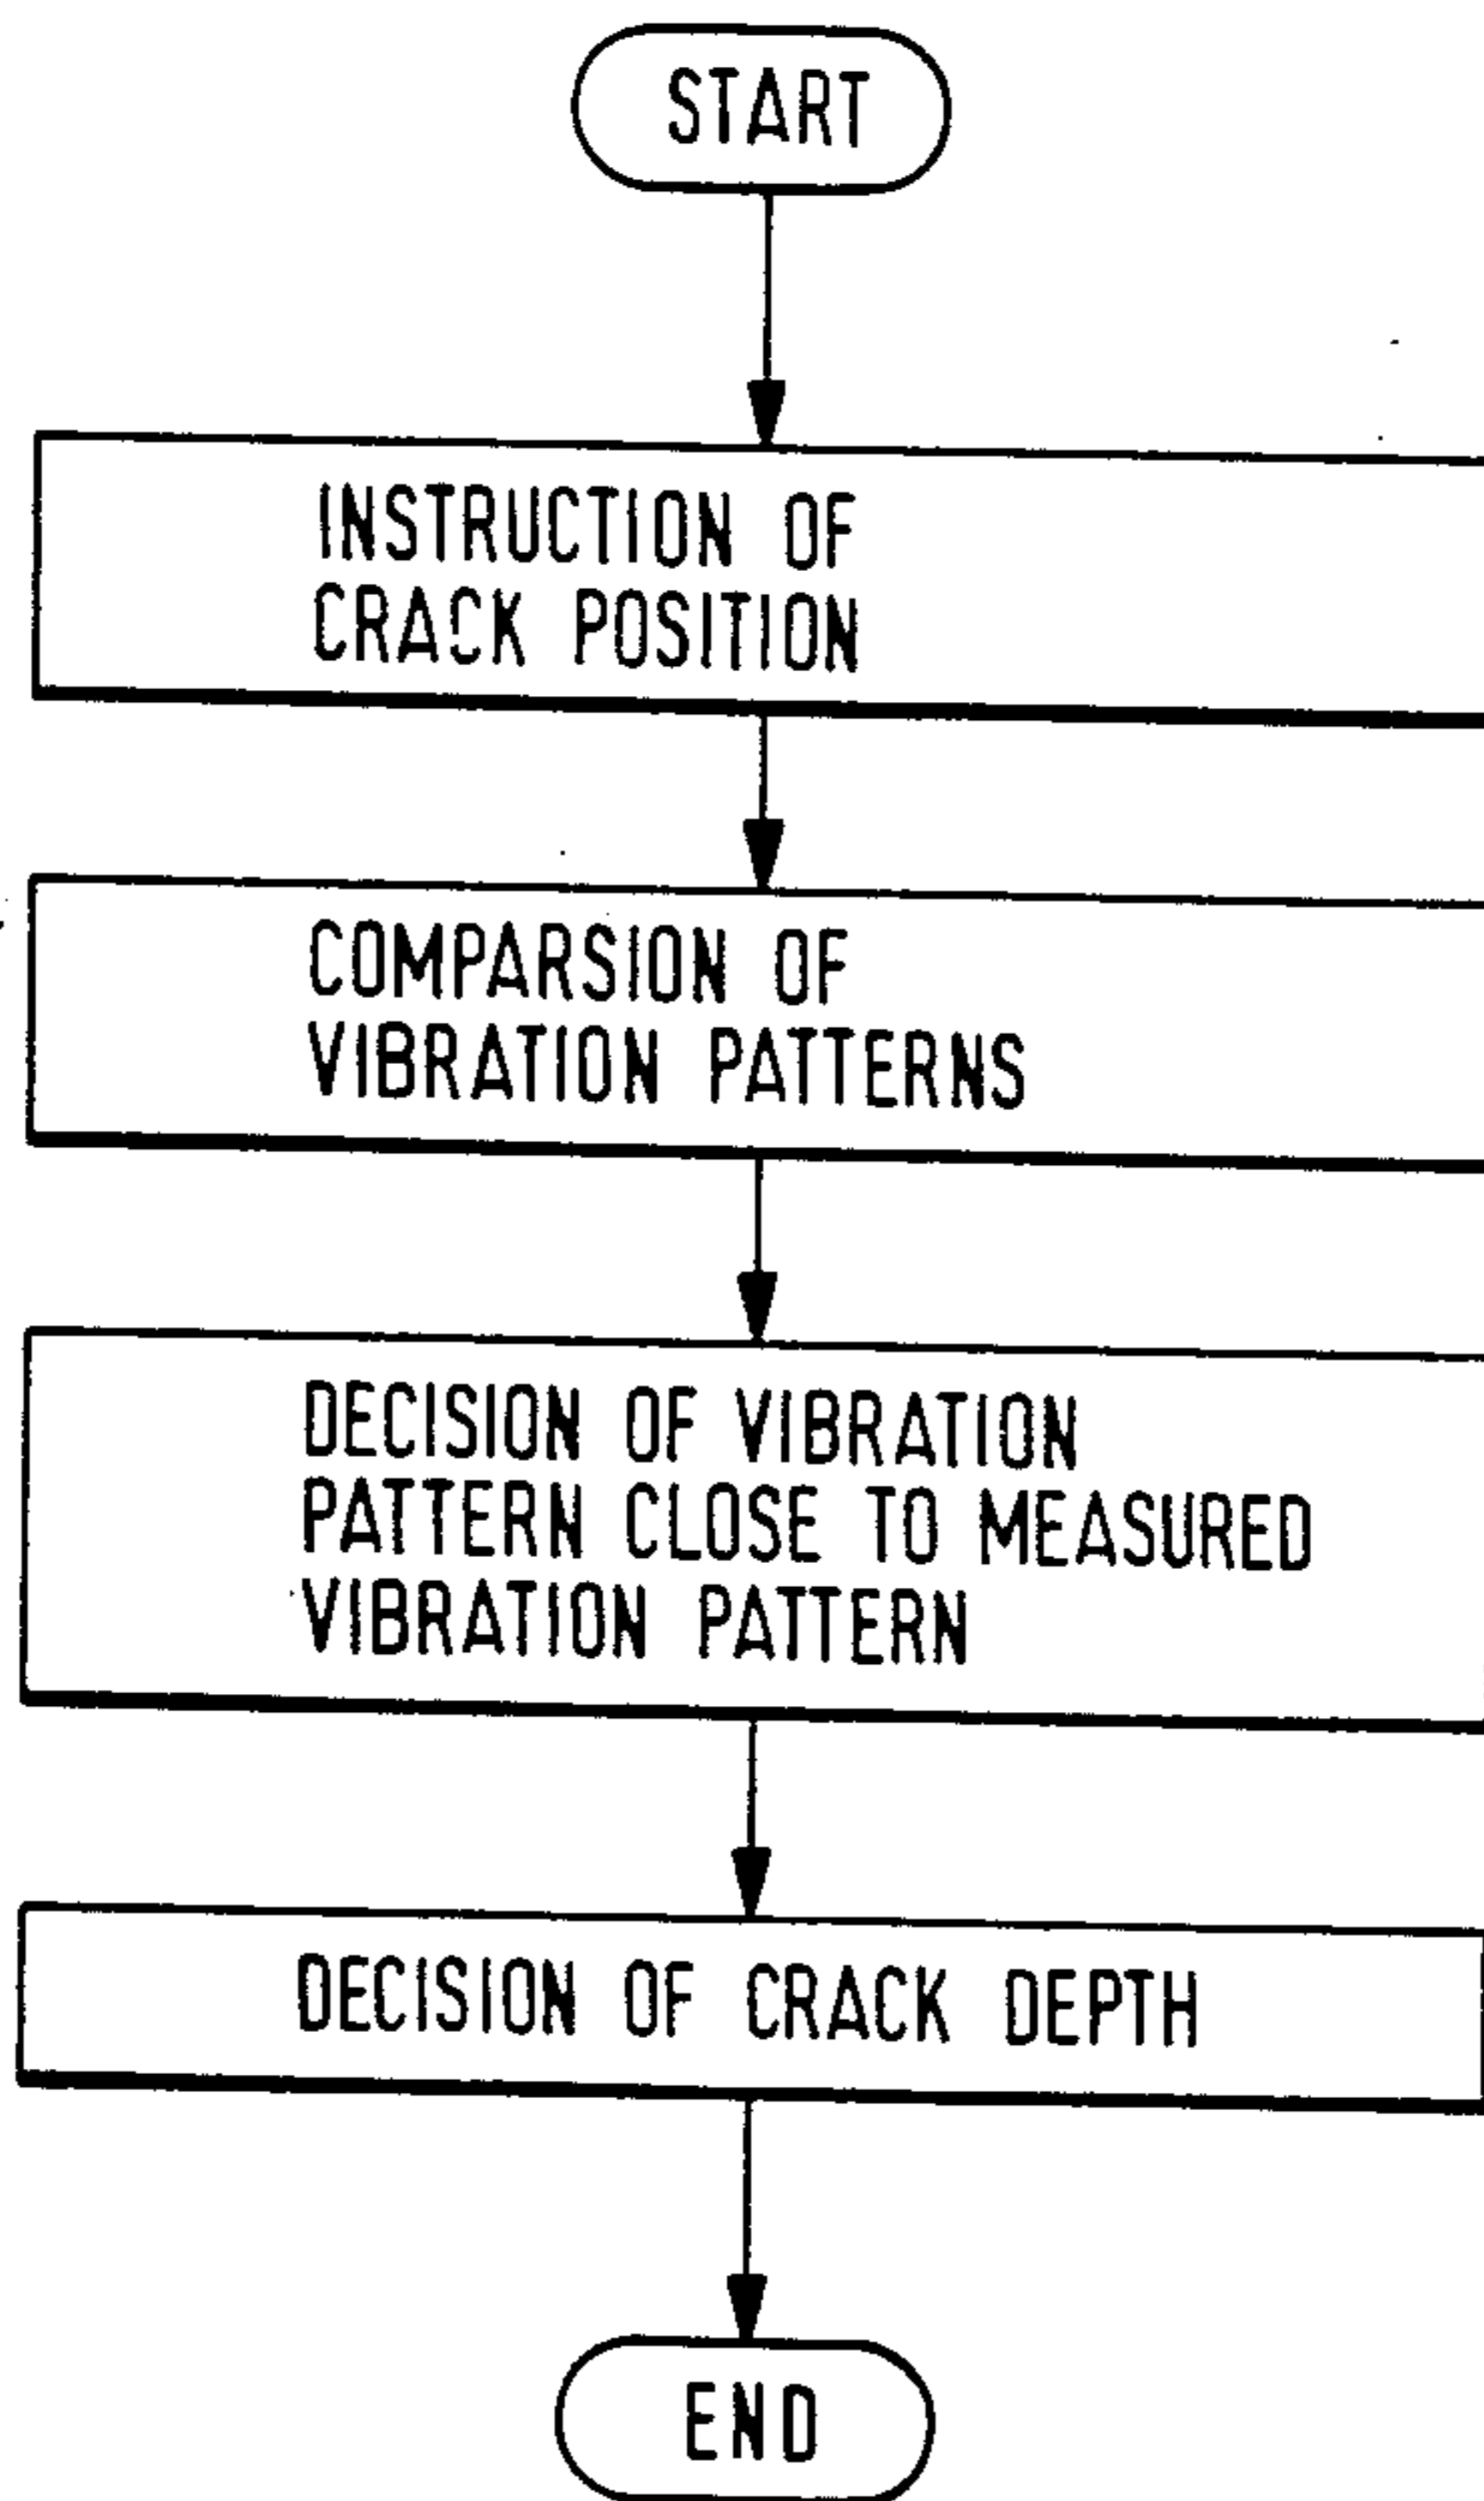 START
INSTRUCTION OF
CRACK POSITION
COMPARSION OF
VIBRATION PATTERNS
DECISION OF VIBRATION
PATTERN CLOSE TO MEASURED
VIBRATION PATTERN
DECISION OF CRACK DEPTH
END